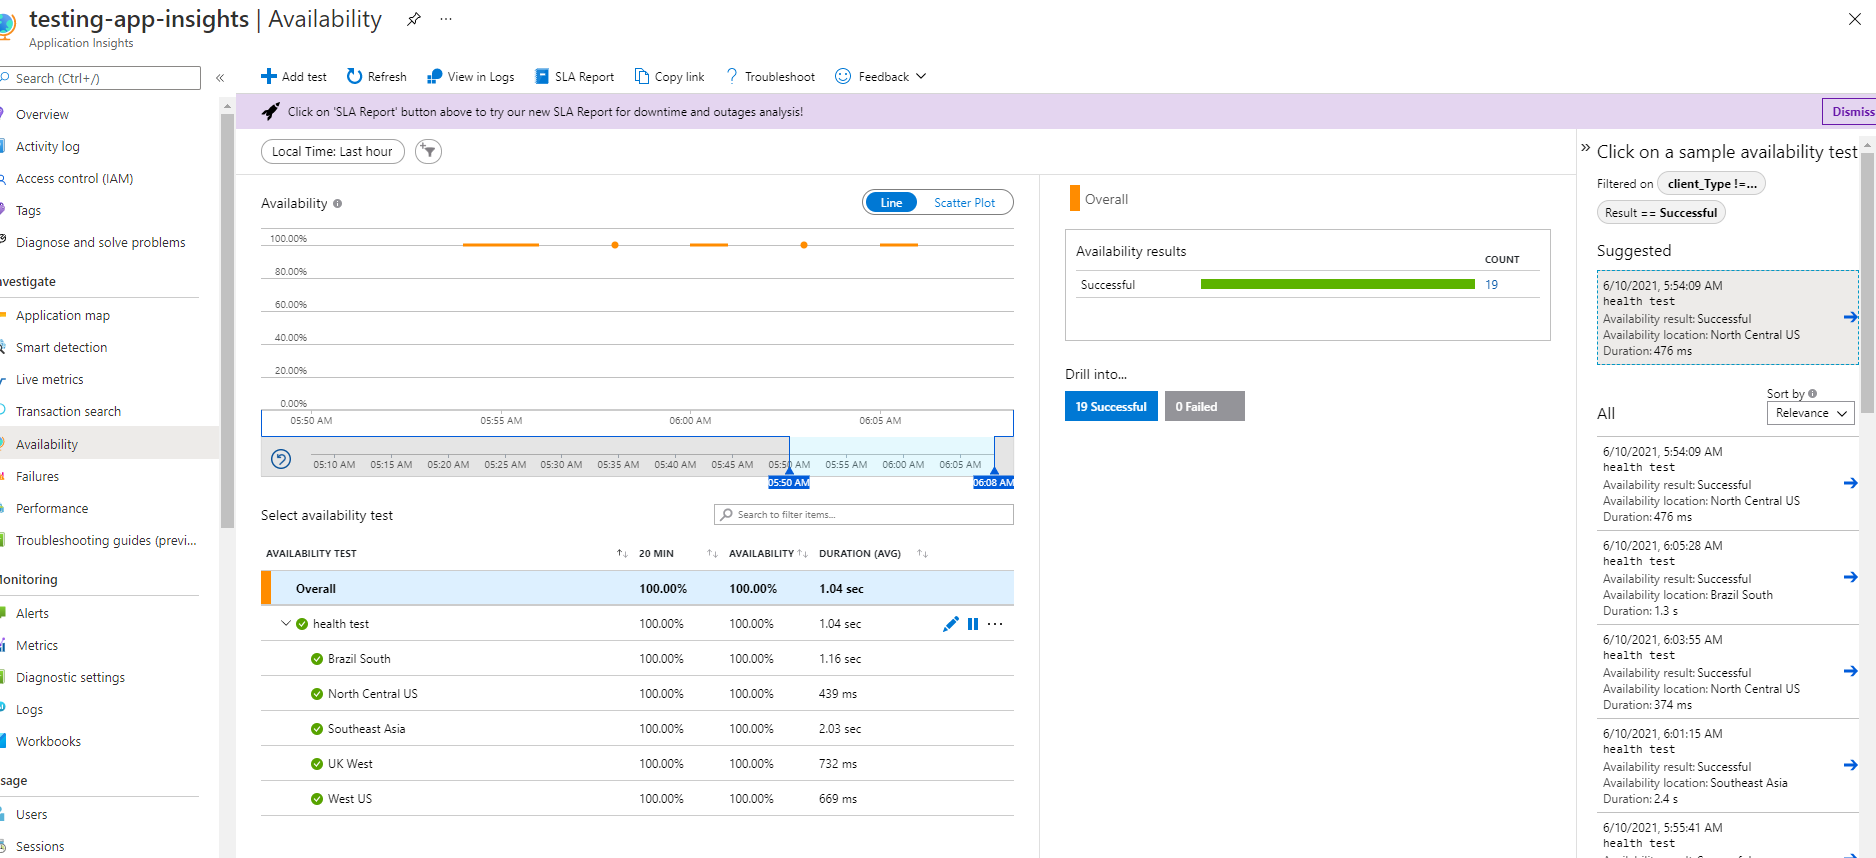 testing-app-insights | Availability
Application Insights
Search (Ctrl+/)
Overview
Activity log
Access control (IAM)
Tags
Diagnose and solve problems
nvestigate
Application map
Smart detection
Live metrics
Transaction search
Availability
Failures
Performance
Troubleshooting guides (previ...
Monitoring
Alerts
Metrics
Diagnostic settings
Logs
Workbooks
sage
Users
Sessions
Add test
Refresh
View in Logs
SLA Report
Copy link
Troubleshoot
Feedback
Click on 'SLA Report' button above to try our new SLA Report for downtime and outages analysis!
Dismiss
Local Time: Last hour
Availability
Line
Scatter Plot
100.00%
80.00%
60.00%
40.00%
20.00%
0.00%
05:50 AM 05:55 AM 06:00 AM 06:05 AM
05:10 AM 05:15 AM 05:20 AM 05:25 AM 05:30 AM 05:35 AM 05:40 AM 05:45 AM 05:50 AM 05:55 AM 06:00 AM 06:05 AM
05:50 AM 06:08 AM
Select availability test
Search to filter items...
AVAILABILITY TEST 20 MIN AVAILABILITY DURATION (AVG)
Overall 100.00% 100.00% 1.04 sec
health test 100.00% 100.00% 1.04 sec
Brazil South 100.00% 100.00% 1.16 sec
North Central US 100.00% 100.00% 439 ms
Southeast Asia 100.00% 100.00% 2.03 sec
UK West 100.00% 100.00% 732 ms
West US 100.00% 100.00% 669 ms
Overall
Availability results
COUNT
Successful 19
Drill into...
19 Successful
0 Failed
Click on a sample availability test
Filtered on client_Type !=...
Result == Successful
Suggested
6/10/2021, 5:54:09 AM
health test
Availability result: Successful
Availability location: North Central US
Duration: 476 ms
Sort by
All
Relevance
6/10/2021, 5:54:09 AM
health test
Availability result: Successful
Availability location: North Central US
Duration: 476 ms
6/10/2021, 6:05:28 AM
health test
Availability result: Successful
Availability location: Brazil South
Duration: 1.3 s
6/10/2021, 6:03:55 AM
health test
Availability result: Successful
Availability location: North Central US
Duration: 374 ms
6/10/2021, 6:01:15 AM
health test
Availability result: Successful
Availability location: Southeast Asia
Duration: 2.4 s
6/10/2021, 5:55:41 AM
health test